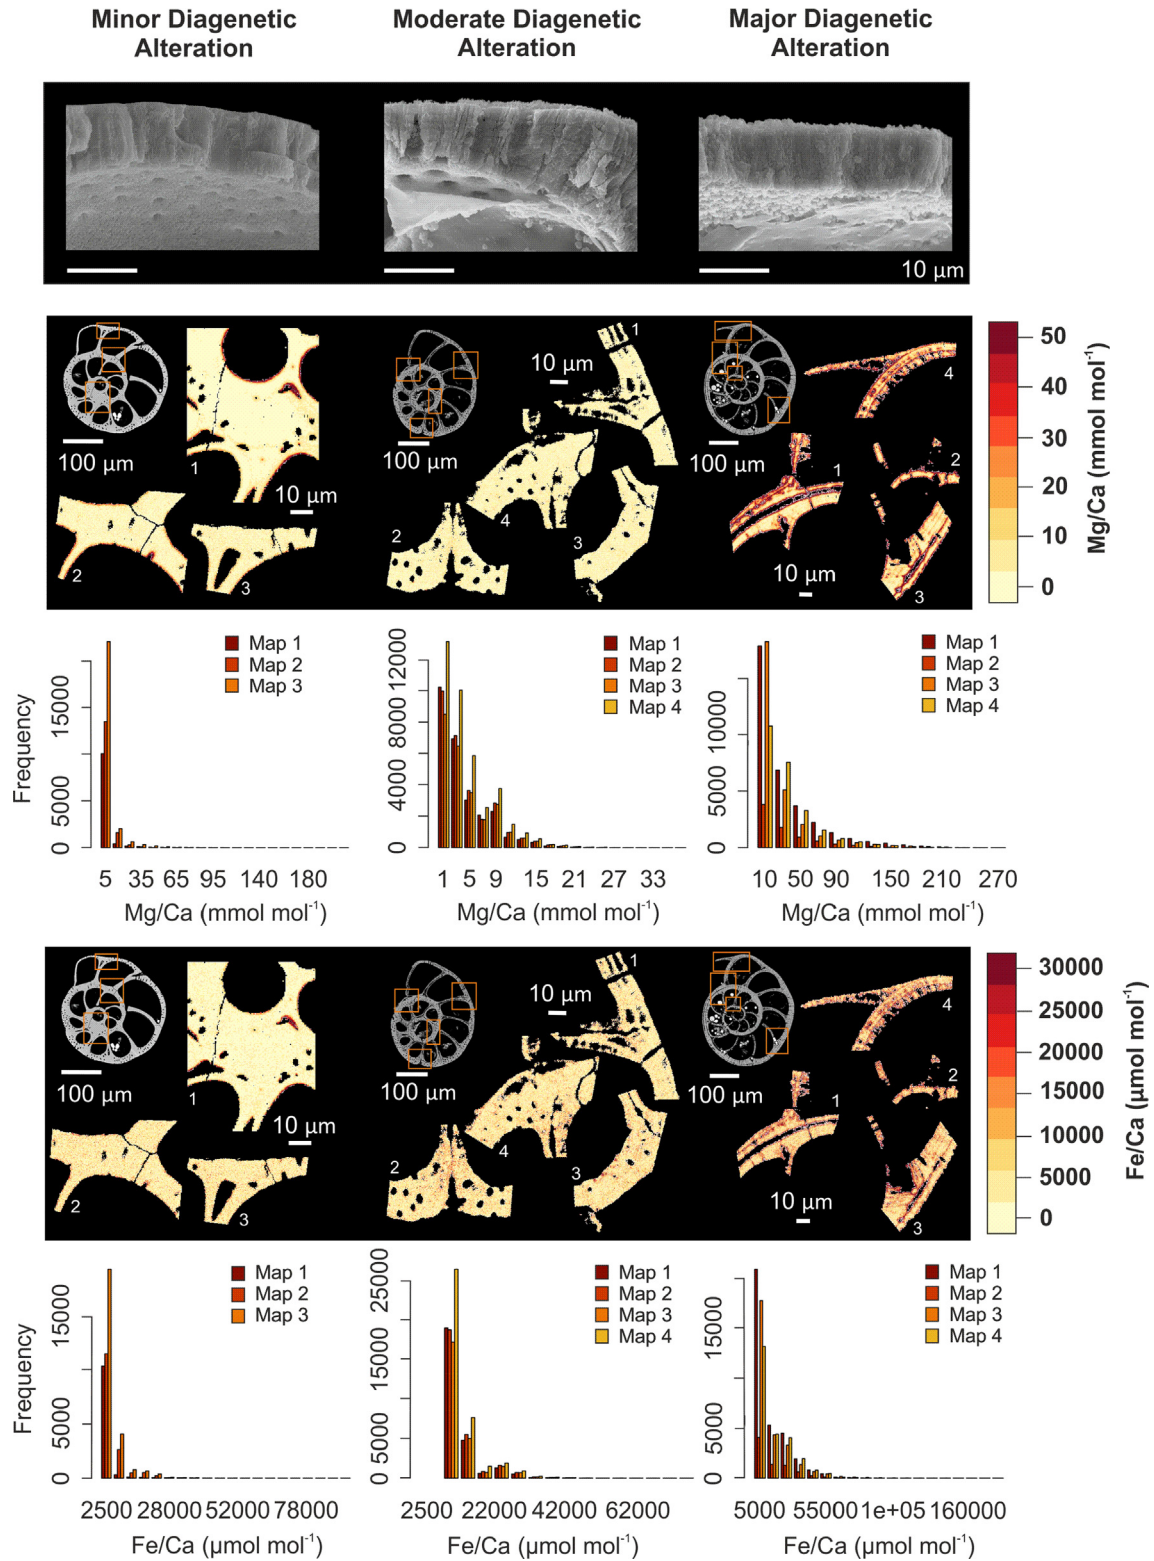 Minor Diagenetic Alteration
Moderate Diagenetic Alteration
Major Diagenetic Alteration
10 µm
100 µm
1
10 µm
2
3
100 µm
10 µm
1
2
4
3
100 µm
10 µm
4
1
2
3
50
40
30
20
10
0
Mg/Ca (mmol mol⁻¹)
Frequency
15000
5000
0
Map 1
Map 2
Map 3
5 35 65 95 140 180
Mg/Ca (mmol mol⁻¹)
12000
8000
4000
0
Map 1
Map 2
Map 3
Map 4
1 5 9 15 21 27 33
Mg/Ca (mmol mol⁻¹)
10000
5000
0
Map 1
Map 2
Map 3
Map 4
10 50 90 150 210 270
Mg/Ca (mmol mol⁻¹)
100 µm
1
10 µm
2
3
100 µm
10 µm
1
2
4
3
100 µm
10 µm
4
1
2
3
30000
25000
20000
15000
10000
5000
0
Fe/Ca (µmol mol⁻¹)
Frequency
15000
5000
0
Map 1
Map 2
Map 3
2500 28000 52000 78000
Fe/Ca (µmol mol⁻¹)
25000
15000
5000
0
Map 1
Map 2
Map 3
Map 4
2500 22000 42000 62000
Fe/Ca (µmol mol⁻¹)
15000
5000
0
Map 1
Map 2
Map 3
Map 4
5000 55000 1e+05 160000
Fe/Ca (µmol mol⁻¹)